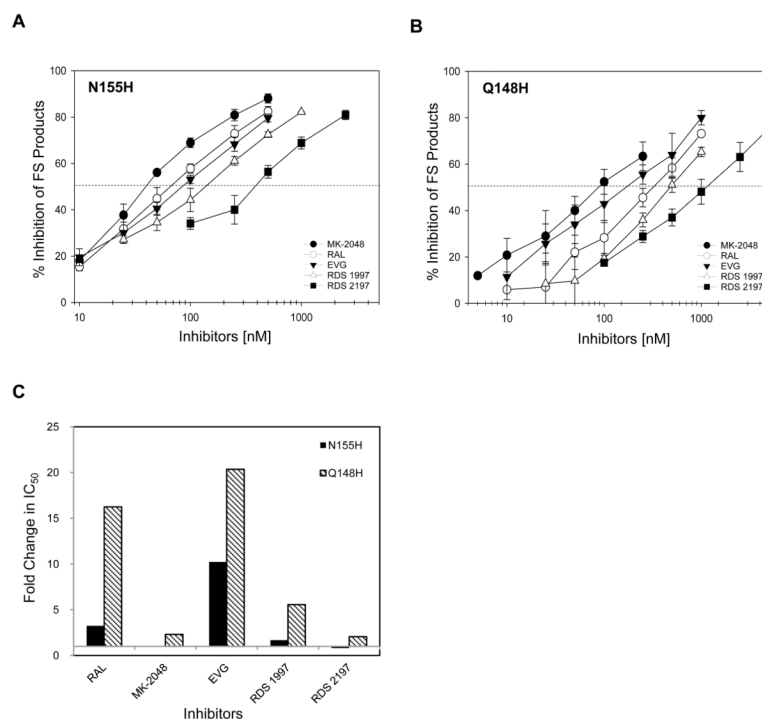 A
N155H
% Inhibition of FS Products
100
80
60
40
20
0
10
100
1000
Inhibitors [nM]
MK-2048
RAL
EVG
RDS 1997
RDS 2197
B
Q148H
% Inhibition of FS Products
100
80
60
40
20
0
10
100
1000
Inhibitors [nM]
MK-2048
RAL
EVG
RDS 1997
RDS 2197
C
Fold Change in IC50
25
20
15
10
5
0
N155H
Q148H
RAL
MK-2048
EVG
RDS 1997
RDS 2197
Inhibitors